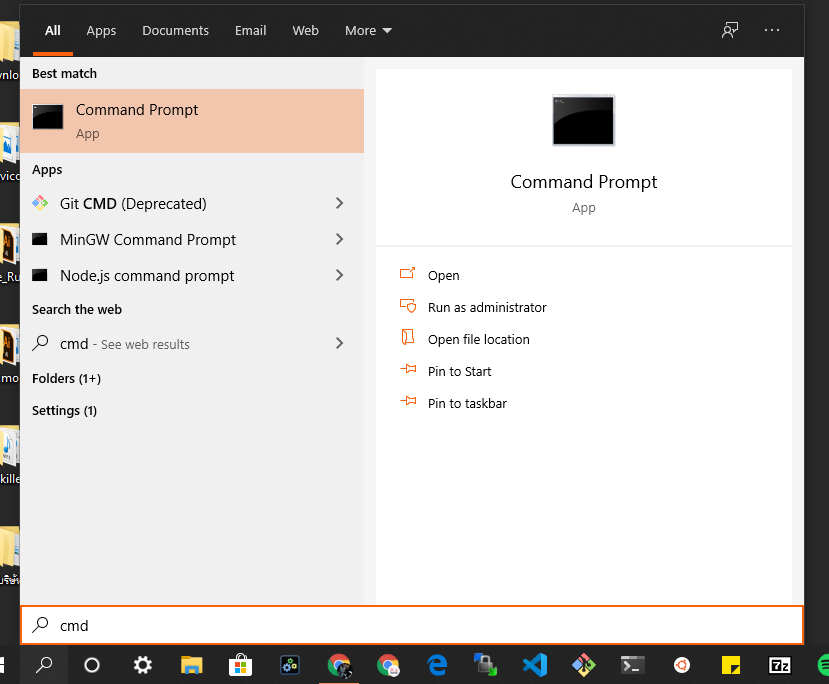 All Apps Documents Email Web More
Best match
Command Prompt
App
Apps
Git CMD (Deprecated)
MinGW Command Prompt
Node.js command prompt
Search the web
cmd - See web results
Folders (1+)
Settings (1)
Command Prompt
App
Open
Run as administrator
Open file location
Pin to Start
Pin to taskbar
cmd
wnlo
vico
e_Ru
mo
kille
บริษั
7z